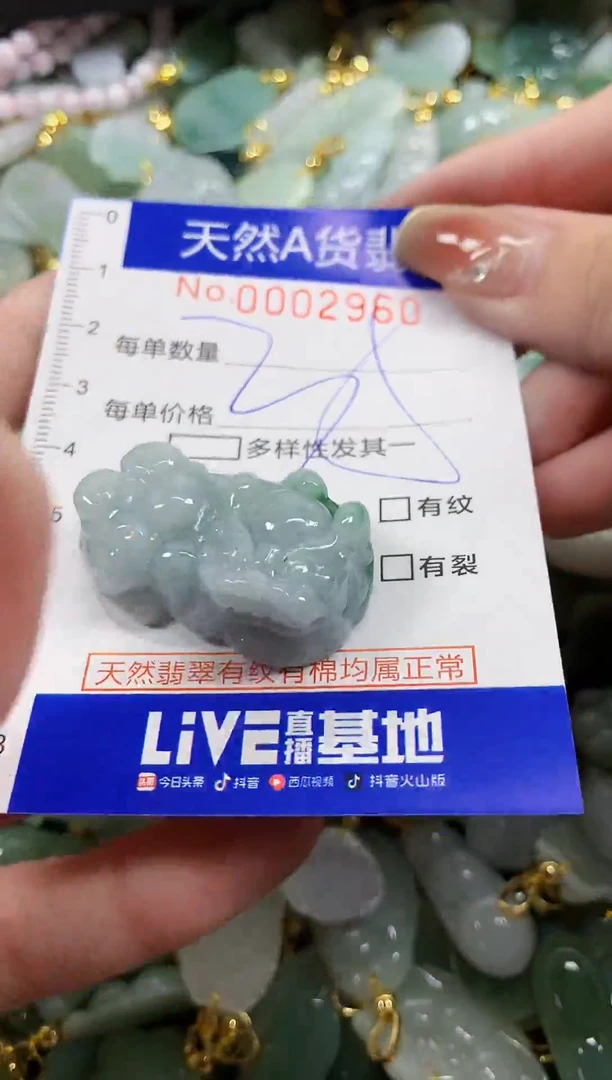 天然A货翡
No.0002960
每单数量
每单价格
多样性发其一
有纹
有裂
天然翡翠有纹有棉均属正常
LiVE直播基地
头条 今日头条 抖音 西瓜视频 抖音火山版
0
1
2
3
4
5